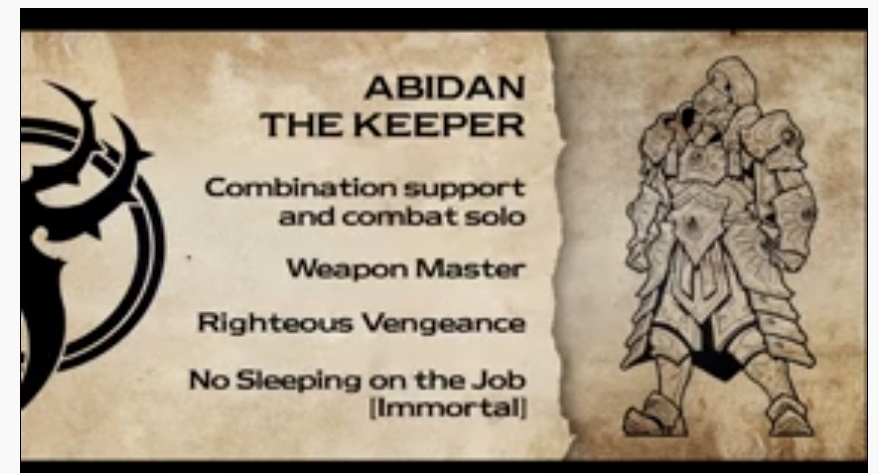 ABIDAN
THE KEEPER
Combination support
and combat solo
Weapon Master
Righteous Vengeance
No Sleeping on the Job
[Immortal]